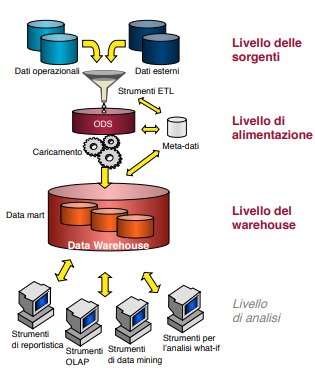 Livello delle
sorgenti
Dati operazionali
Dati esterni
Strumenti ETL
ODS
Livello di
alimentazione
Caricamento
Meta-dati
Data mart
Livello del
warehouse
Data Warehouse
Livello
di analisi
Strumenti
di reportistica
Strumenti
OLAP
Strumenti
di data mining
Strumenti per
l'analisi what-if